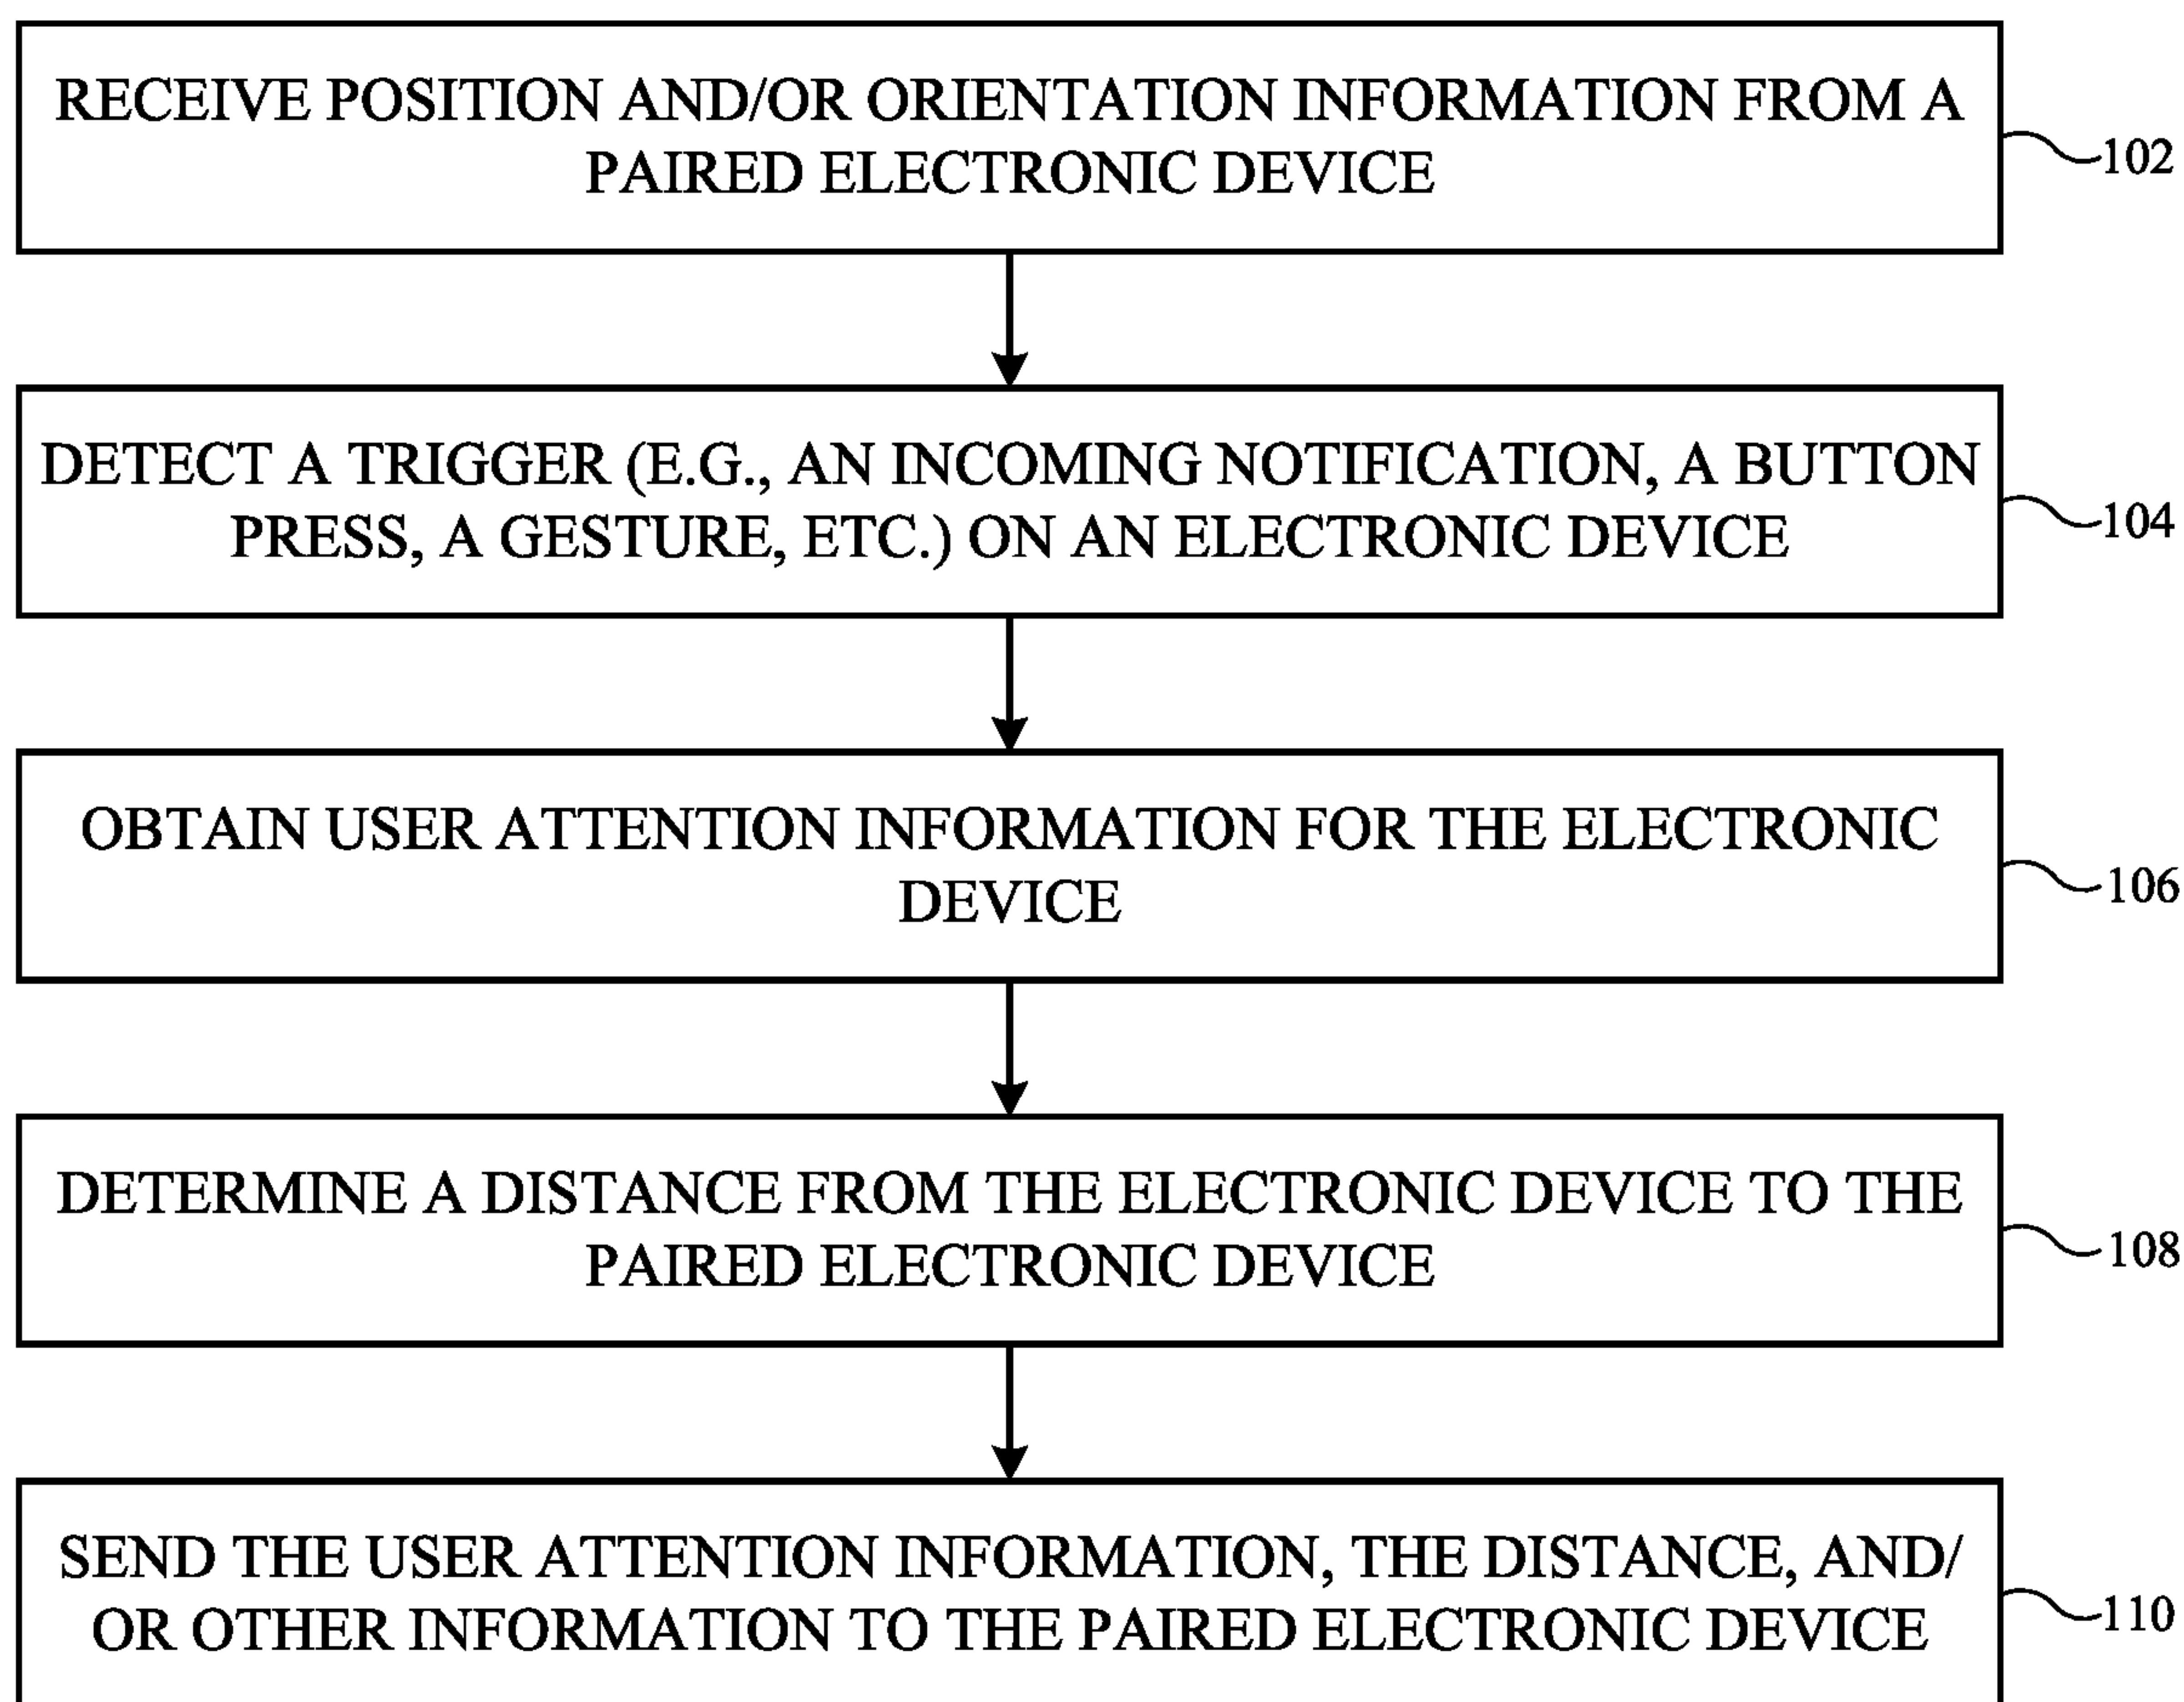 RECEIVE POSITION AND/OR ORIENTATION INFORMATION FROM A
PAIRED ELECTRONIC DEVICE
102
DETECT A TRIGGER (E.G., AN INCOMING NOTIFICATION, A BUTTON
PRESS, A GESTURE, ETC.) ON AN ELECTRONIC DEVICE
104
OBTAIN USER ATTENTION INFORMATION FOR THE ELECTRONIC
DEVICE
106
DETERMINE A DISTANCE FROM THE ELECTRONIC DEVICE TO THE
PAIRED ELECTRONIC DEVICE
108
SEND THE USER ATTENTION INFORMATION, THE DISTANCE, AND/
OR OTHER INFORMATION TO THE PAIRED ELECTRONIC DEVICE
110